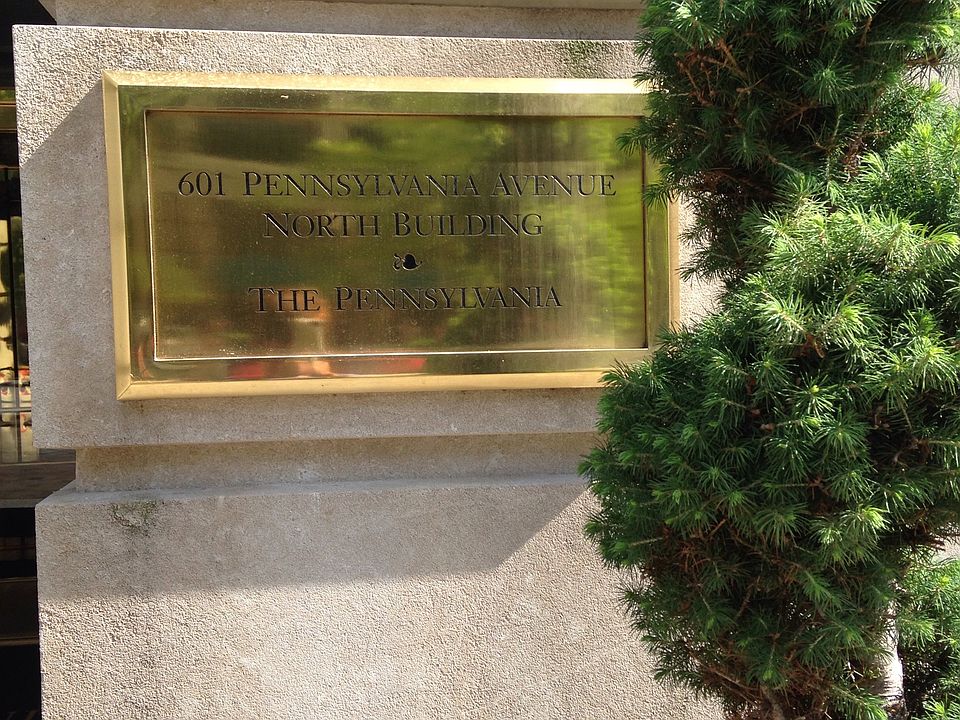 601 PENNSYLVANIA AVENUE
NORTH BUILDING
THE PENNSYLVANIA